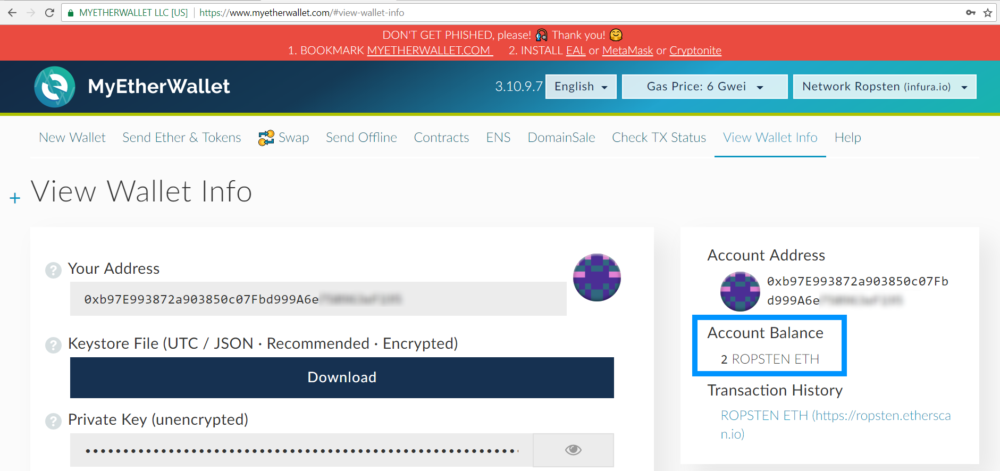 MYETHERWALLET LLC [US] https://www.myetherwallet.com/#view-wallet-info
DON'T GET PHISHED, please! Thank you!
1. BOOKMARK MYETHERWALLET.COM 2. INSTALL EAL or MetaMask or Cryptonite
MyEtherWallet
3.10.9.7 English Gas Price: 6 Gwei Network Ropsten (infura.io)
New Wallet Send Ether & Tokens Swap Send Offline Contracts ENS DomainSale Check TX Status View Wallet Info Help
+ View Wallet Info
? Your Address
0xb97E993872a903850c07Fbd999A6e
? Keystore File (UTC / JSON · Recommended · Encrypted)
Download
? Private Key (unencrypted)
Account Address
0xb97E993872a903850c07Fb
d999A6e
Account Balance
2 ROPSTEN ETH
Transaction History
ROPSTEN ETH (https://ropsten.ethersca
n.io)